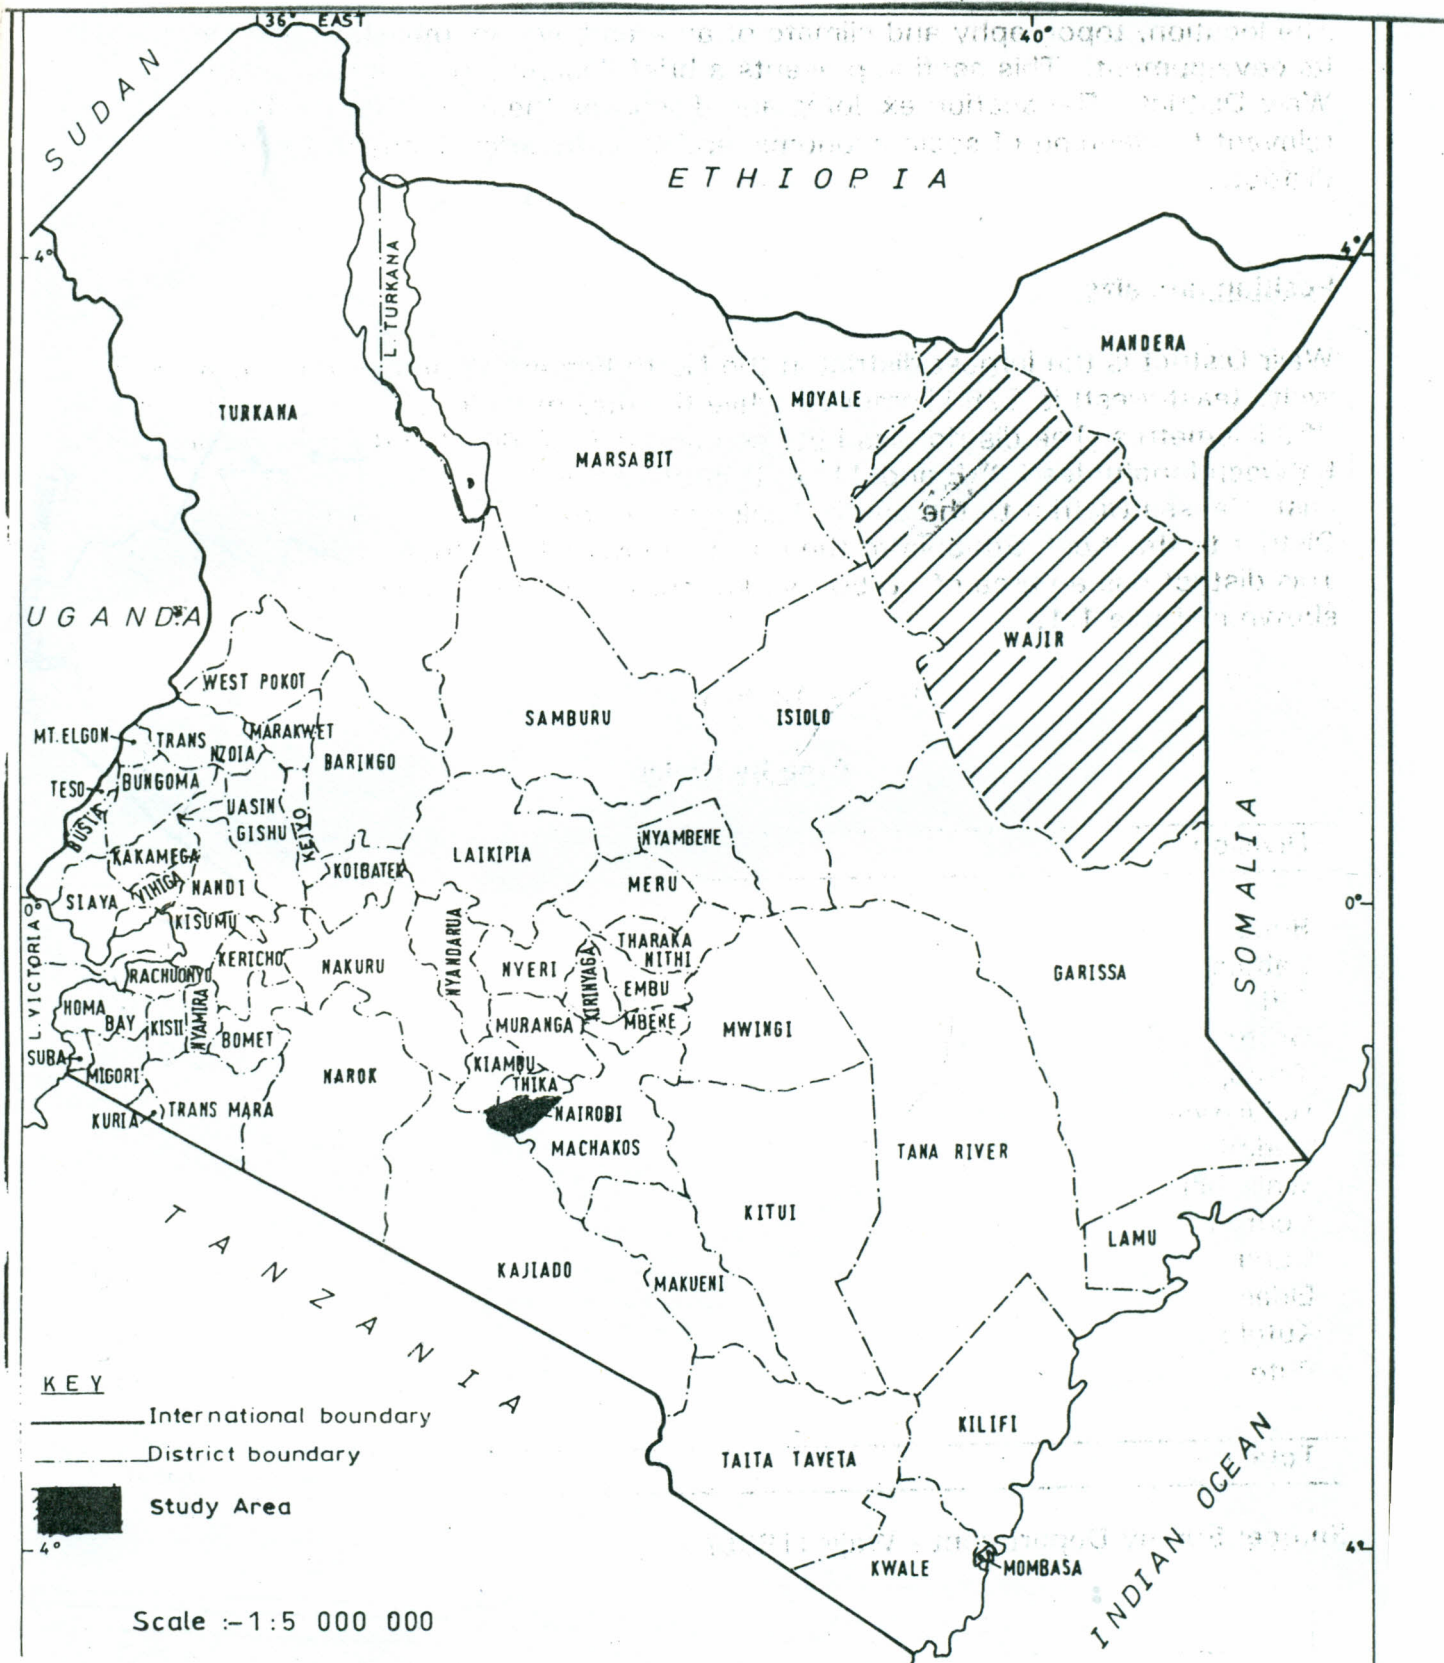 36° EAST
40°
SUDAN
ETHIOPIA
4°
4°
L. TURKANA
MANDERA
MOYALE
TURKANA
MARSABIT
UGANDA
WAJIR
WEST POKOT
SAMBURU
ISIOLO
MT. ELGON
TRANS
NZOIA
MARAKWET
BARINGO
TESO
BUNGOMA
BUSIA
UASIN
GISHU
KEIYO
LAIKIPIA
NYAMBENE
KAKAMEGA
KOIBATEK
VIHIGA
NANDI
MERU
SIAYA
0°
0°
SOMALIA
KISUMU
THARAKA
NITHI
L. VICTORIA
KERICHO
NAKURU
NYANDARUA
NYERI
KIRINYAGA
GARISSA
RACHUONYO
EMBU
HOMA
BAY
KISII
NYAMIRA
BOMET
MURANGA
MBERE
MWINGI
SUBA
MIGORI
NAROK
KIAMBU
THIKA
KURIA
TRANS MARA
NAIROBI
MACHAKOS
TANA RIVER
KITUI
LAMU
TANZANIA
KAJIADO
MAKUENI
KEY
International boundary
District boundary
Study Area
KILIFI
TAITA TAVETA
INDIAN OCEAN
4°
4°
KWALE
MOMBASA
Scale :-1:5 000 000